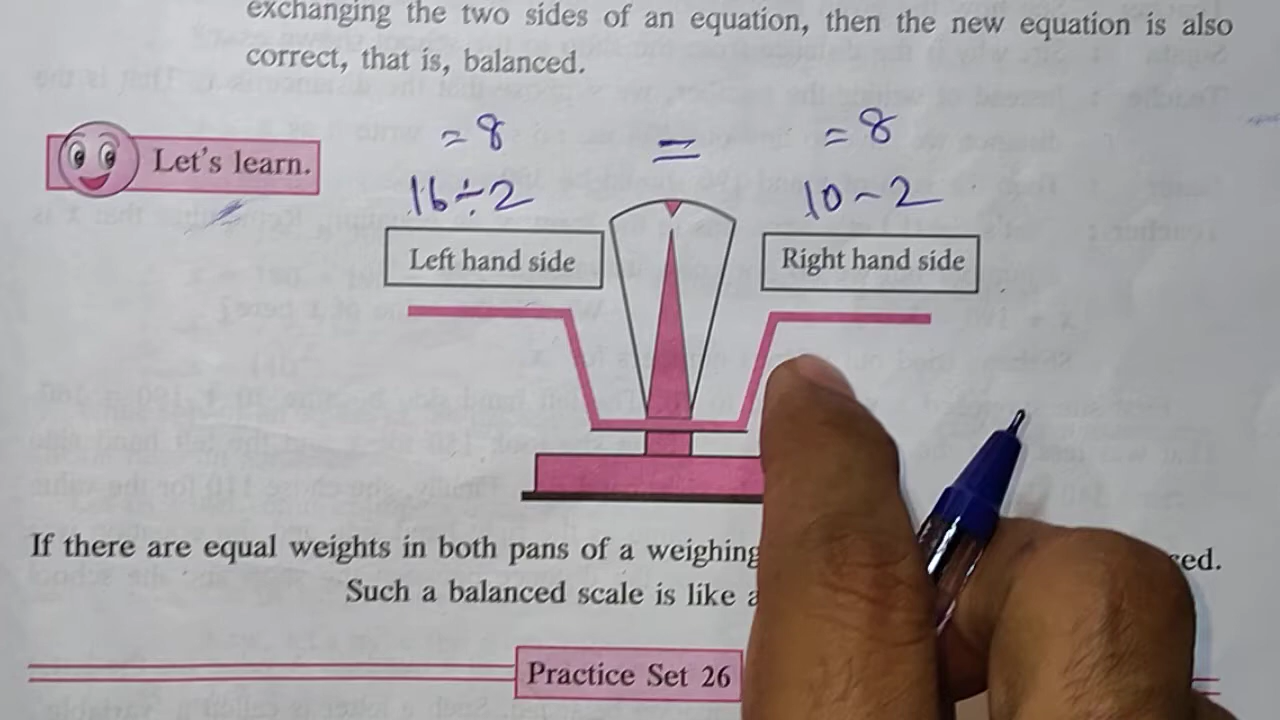 exchanging the two sides of an equation, then the new equation is also
correct, that is, balanced.
Let's learn.
= 8 = = 8
16÷2 10-2
Left hand side Right hand side
If there are equal weights in both pans of a weighing
Such a balanced scale is like a
Practice Set 26